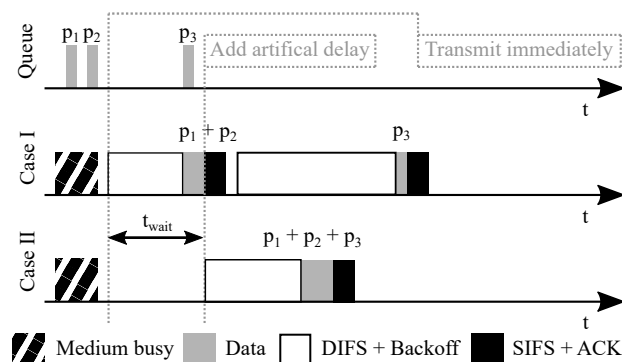 p1 p2 p3
Add artifical delay
Transmit immediately
Queue
t
Case I
p1 + p2
p3
t
twait
Case II
p1 + p2 + p3
t
Medium busy
Data
DIFS + Backoff
SIFS + ACK